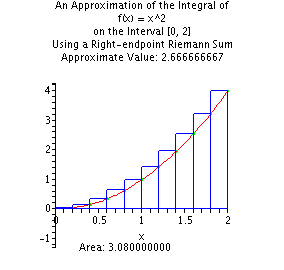 An Approximation of the Integral of
f(x) = x^2
on the Interval [0, 2]
Using a Right-endpoint Riemann Sum
Approximate Value: 2.666666667
4
3
2
1
0
0 0.5 1 1.5 2
-1
x
Area: 3.080000000